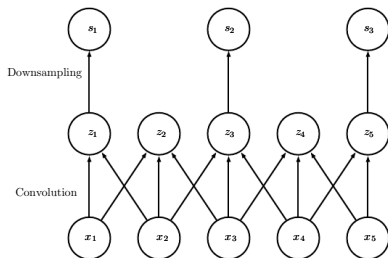 s1 s2 s3
Downsampling
z1 z2 z3 z4 z5
Convolution
x1 x2 x3 x4 x5